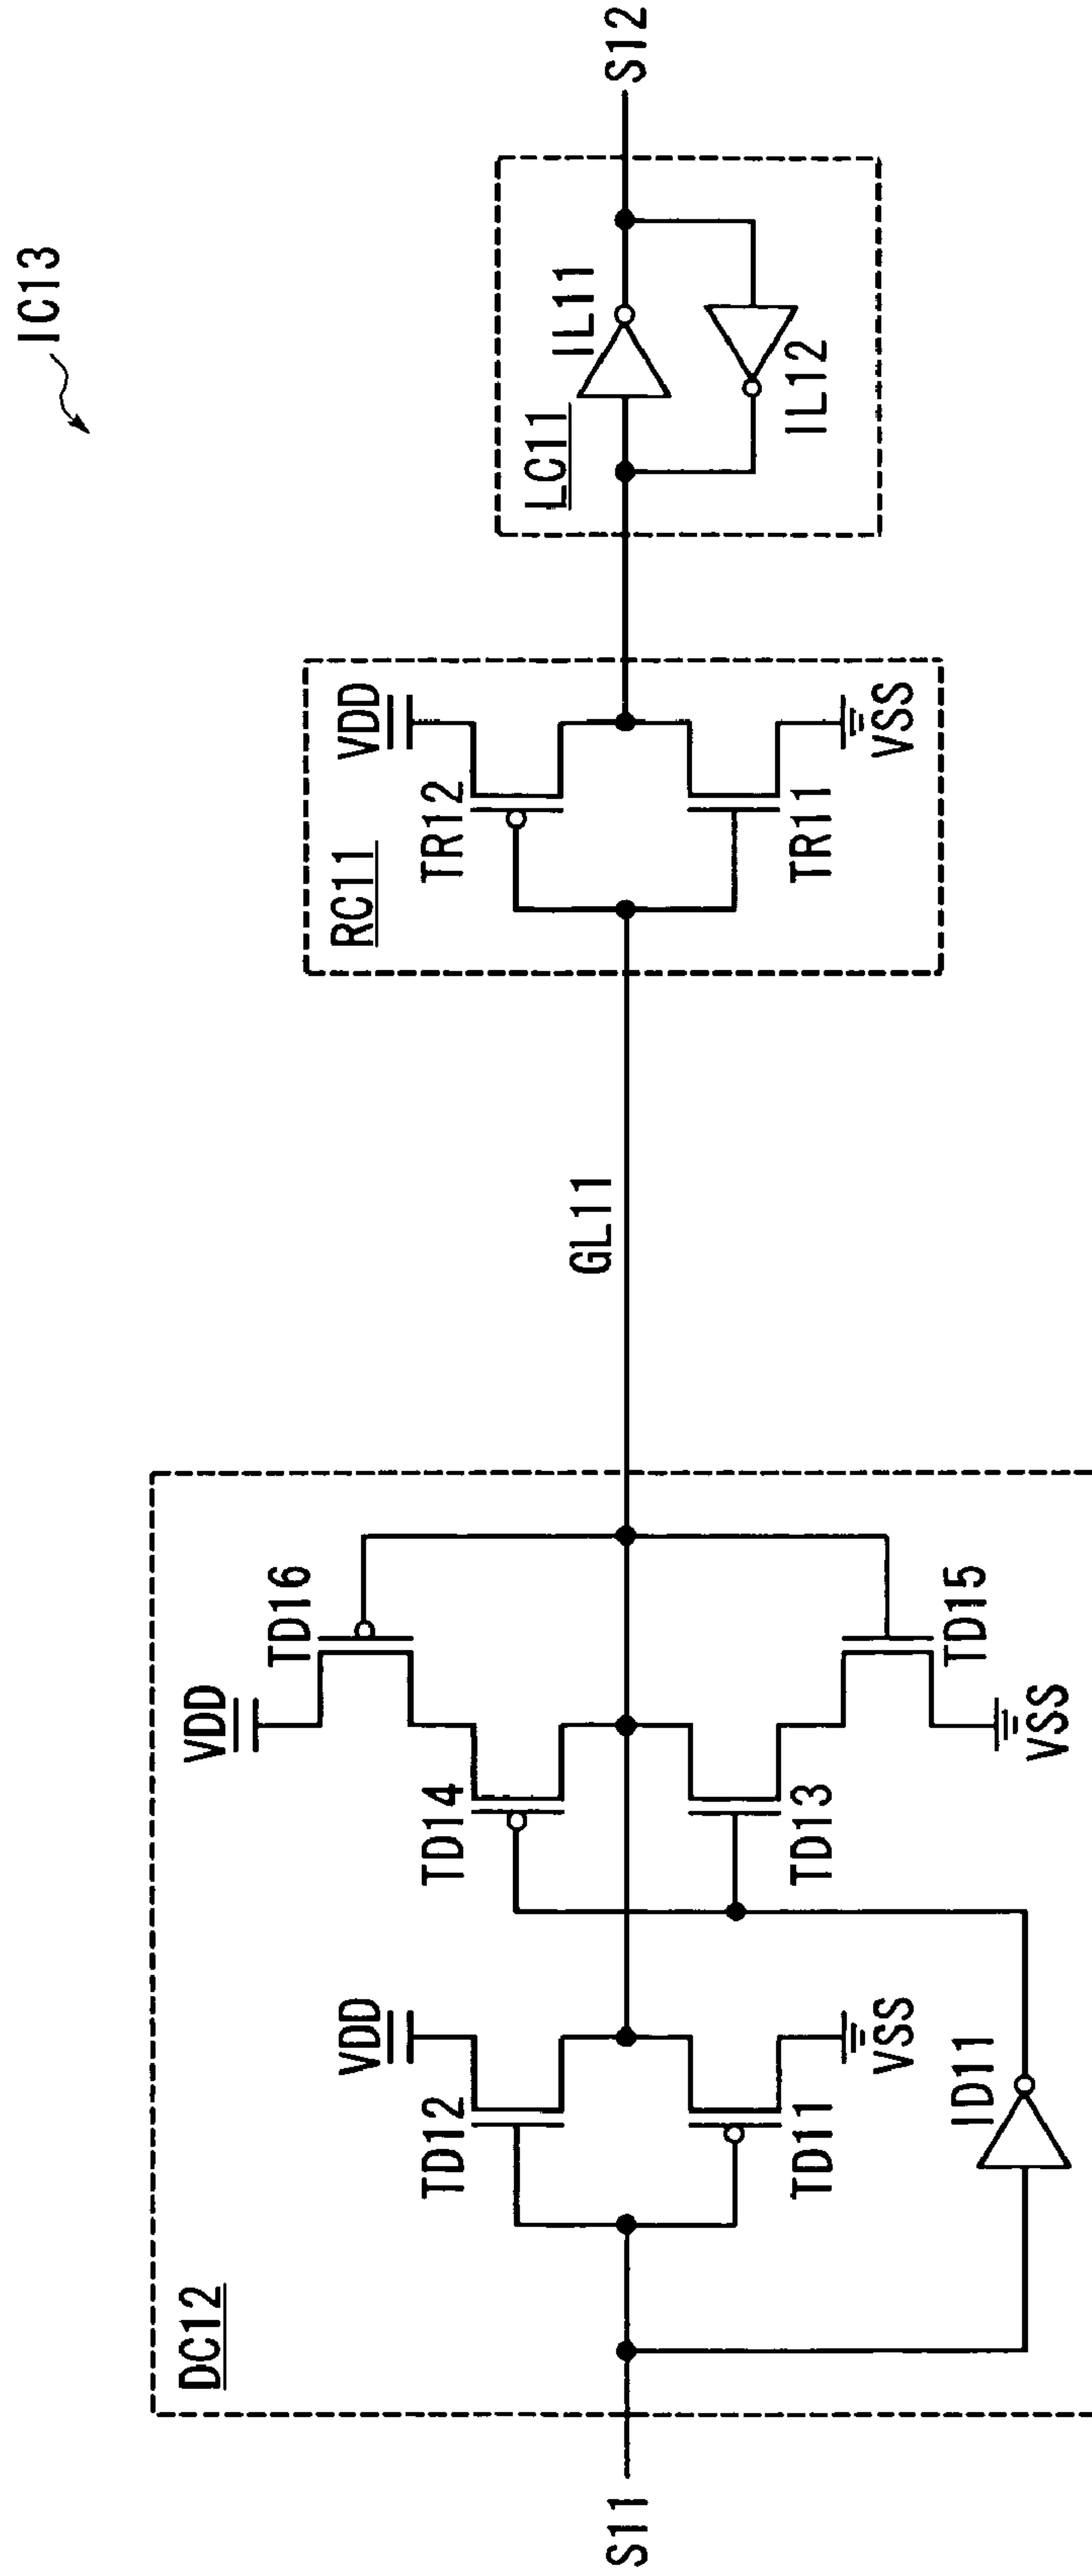 IC13
S11
DC12
VDD
TD12
TD11
VSS
ID11
VDD
TD16
TD14
TD13
TD15
VSS
GL11
RC11
VDD
TR12
TR11
VSS
LC11
IL11
IL12
S12